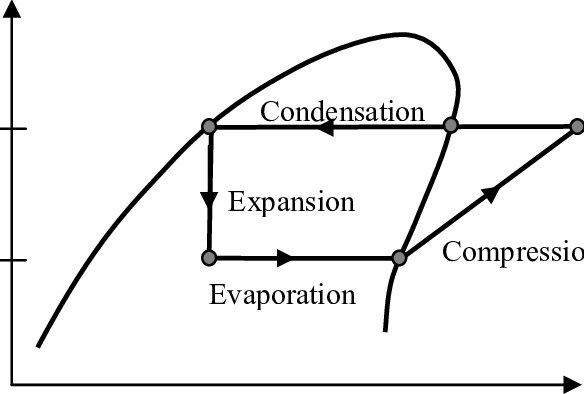 Condensation
Expansion
Compressio
Evaporation